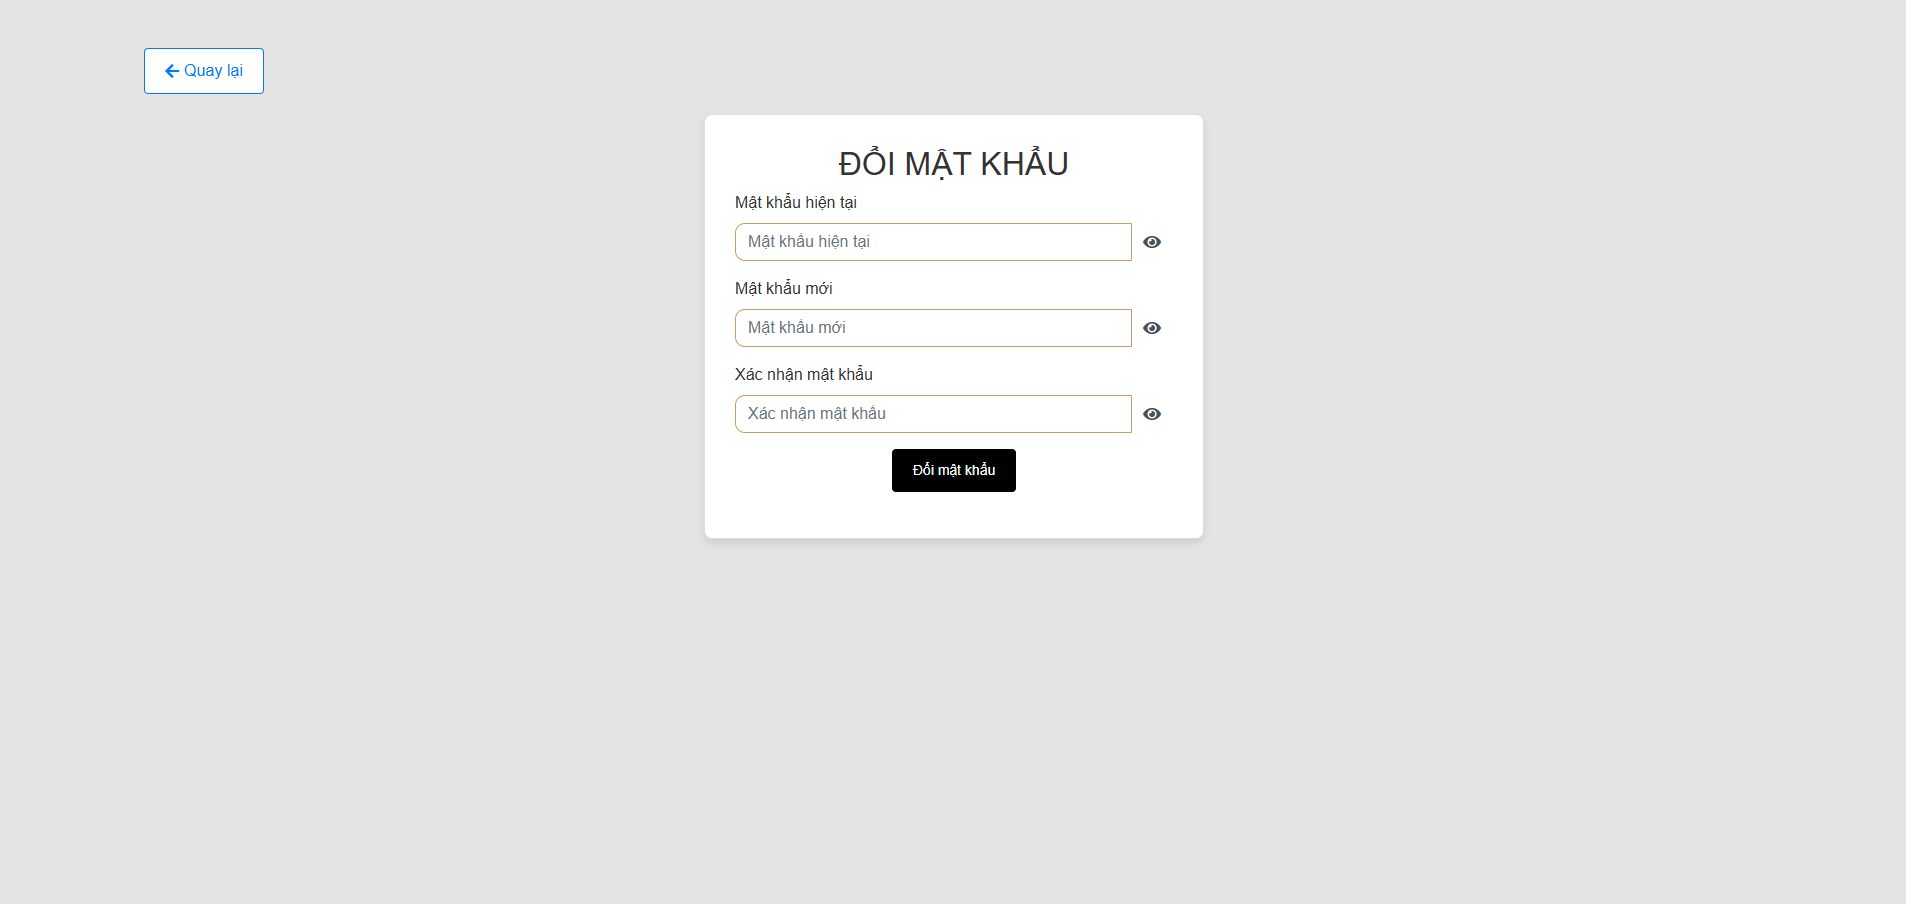 Quay lại
ĐỔI MẬT KHẨU
Mật khẩu hiện tại
Mật khẩu hiện tại
Mật khẩu mới
Mật khẩu mới
Xác nhận mật khẩu
Xác nhận mật khẩu
Đổi mật khẩu